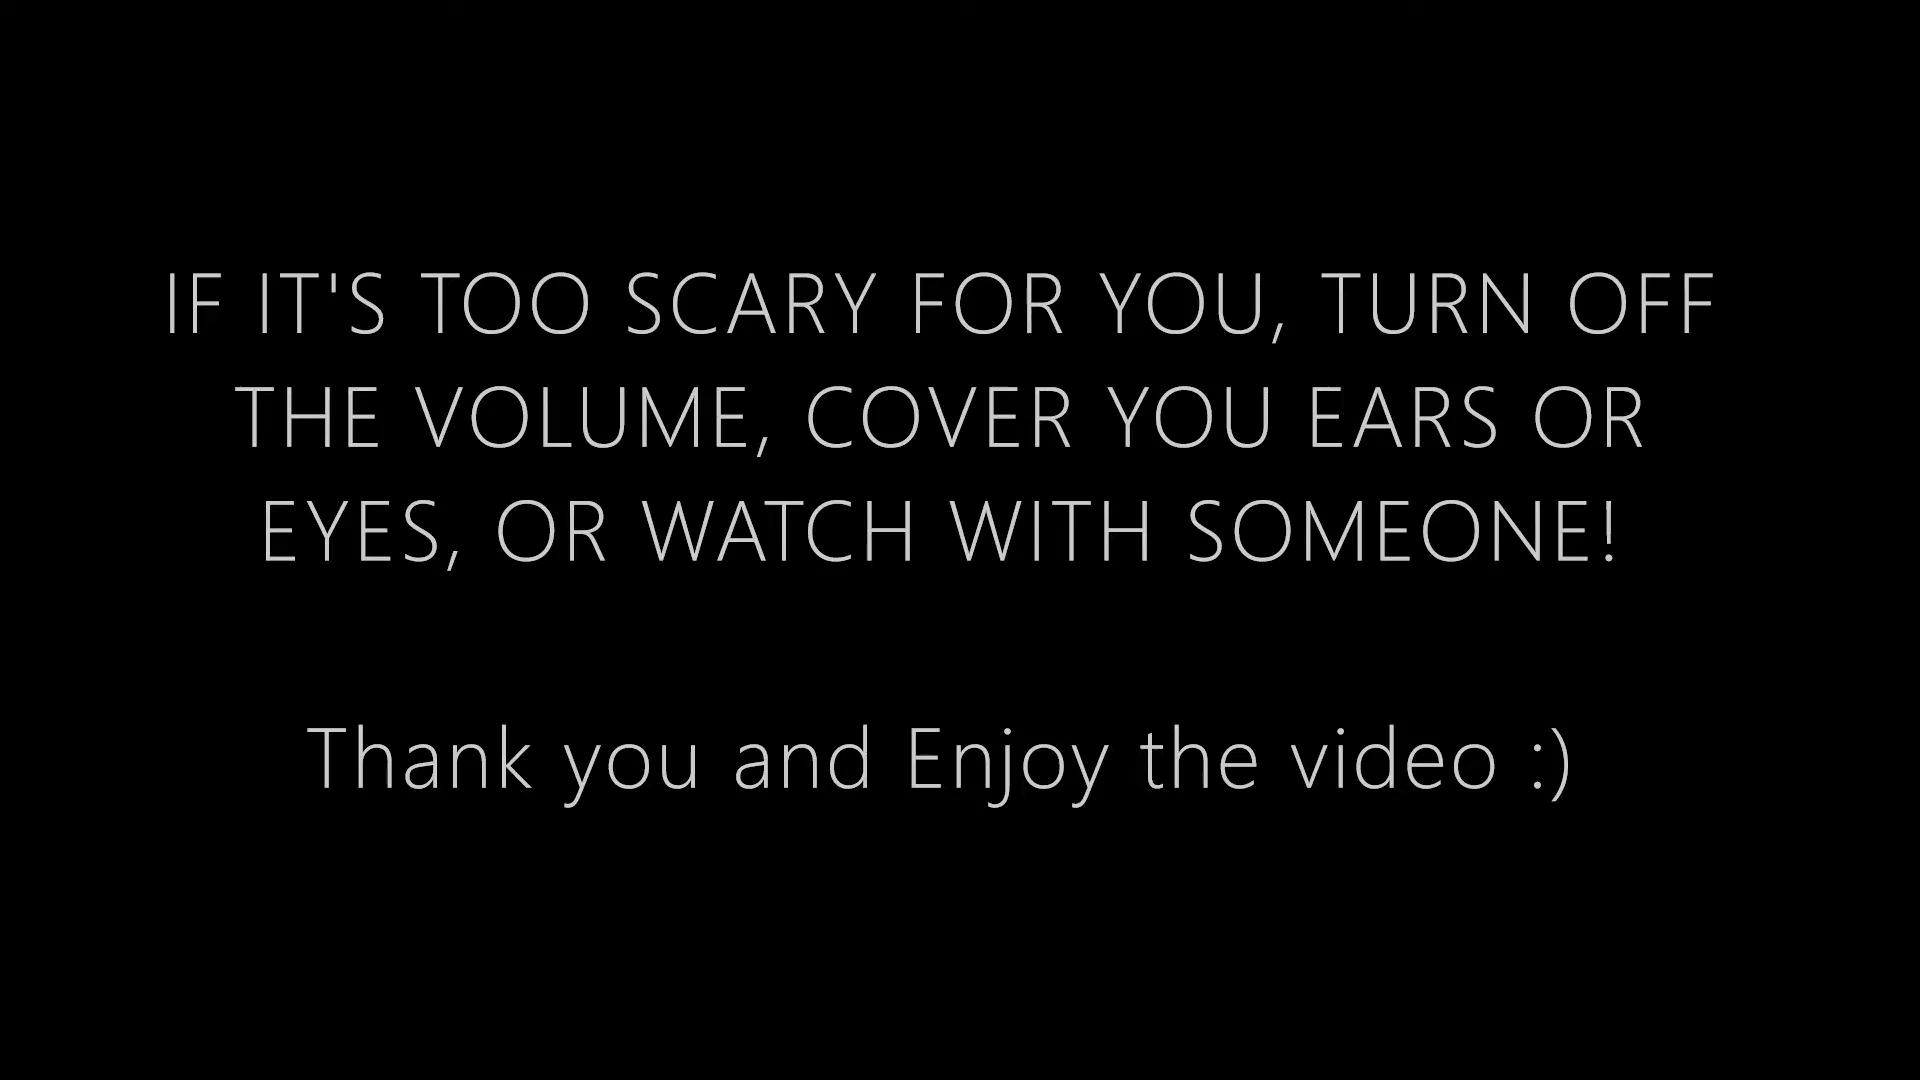 IF IT'S TOO SCARY FOR YOU, TURN OFF
THE VOLUME, COVER YOU EARS OR
EYES, OR WATCH WITH SOMEONE!
Thank you and Enjoy the video :)